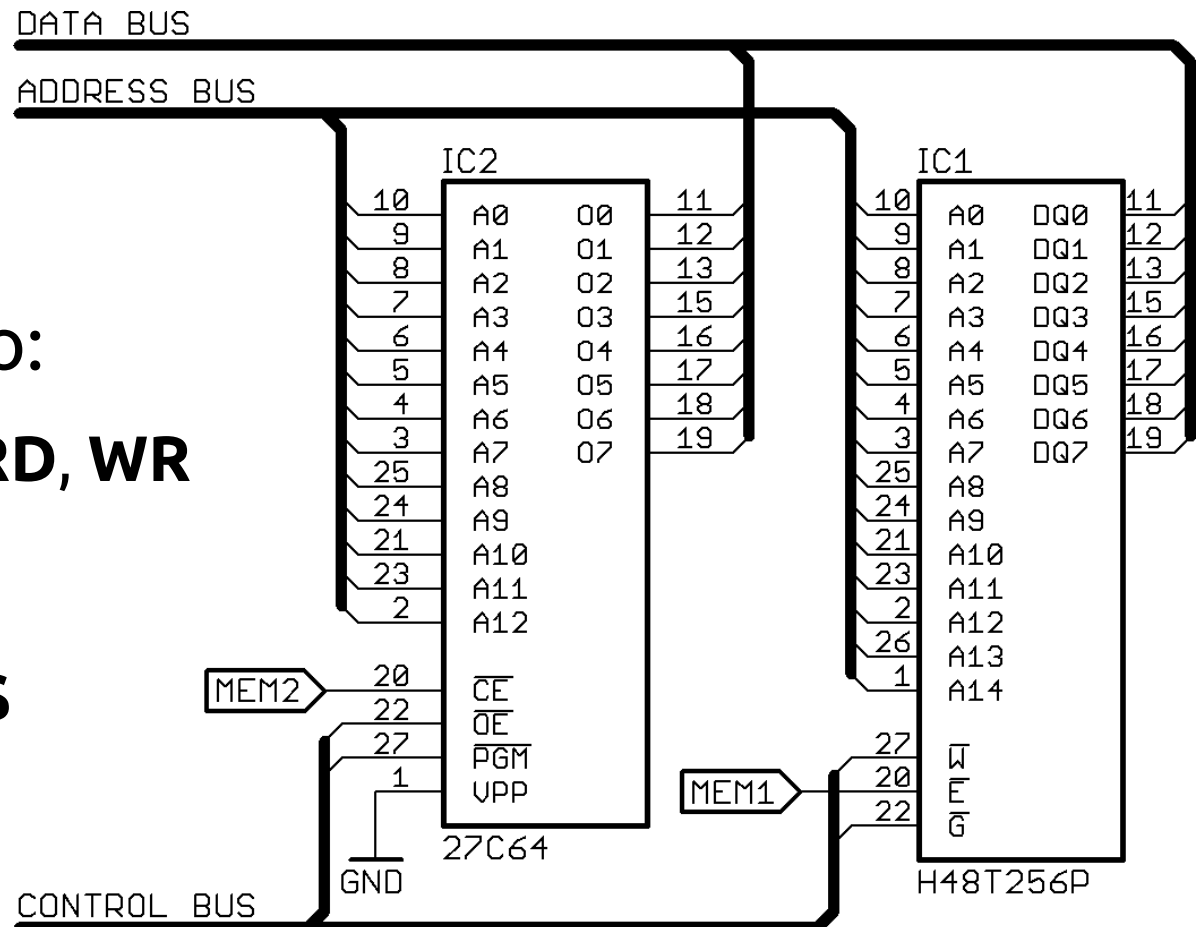 DATA BUS
ADDRESS BUS
o:
RD, WR
S
IC2
10 A0 O0 11
9 A1 O1 12
8 A2 O2 13
7 A3 O3 15
6 A4 O4 16
5 A5 O5 17
4 A6 O6 18
3 A7 O7 19
25 A8
24 A9
21 A10
23 A11
2 A12
MEM2 20 CE
22 OE
27 PGM
1 VPP
27C64
GND
IC1
10 A0 DQ0 11
9 A1 DQ1 12
8 A2 DQ2 13
7 A3 DQ3 15
6 A4 DQ4 16
5 A5 DQ5 17
4 A6 DQ6 18
3 A7 DQ7 19
25 A8
24 A9
21 A10
23 A11
2 A12
26 A13
1 A14
27 W
MEM1 20 E
22 G
H48T256P
CONTROL BUS